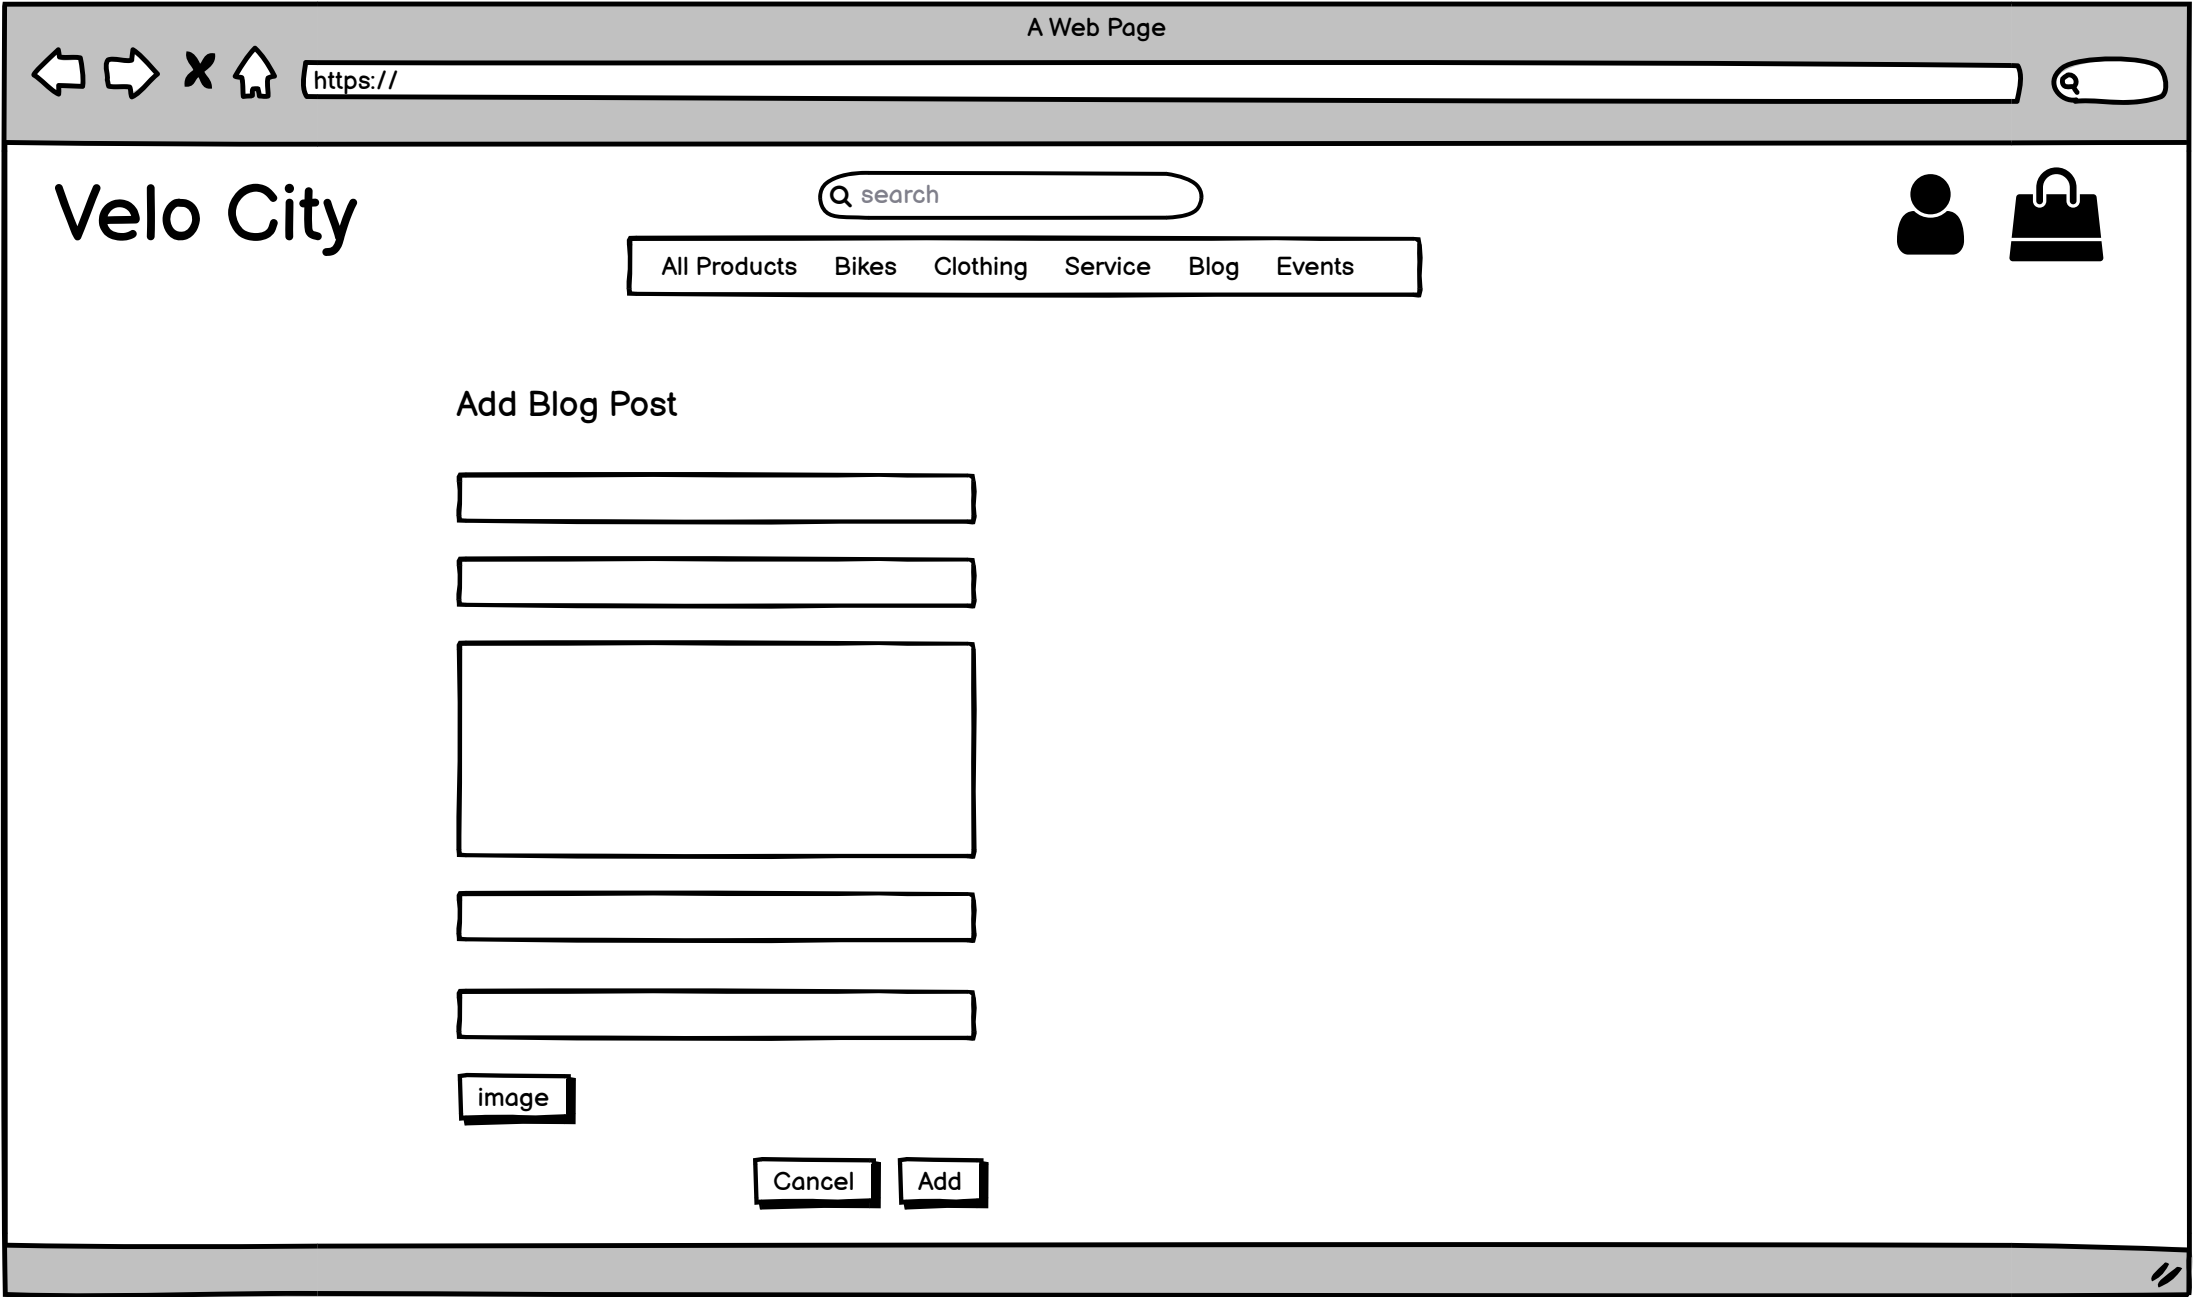 A Web Page
https://
Velo City
search
All Products Bikes Clothing Service Blog Events
Add Blog Post
image
Cancel Add